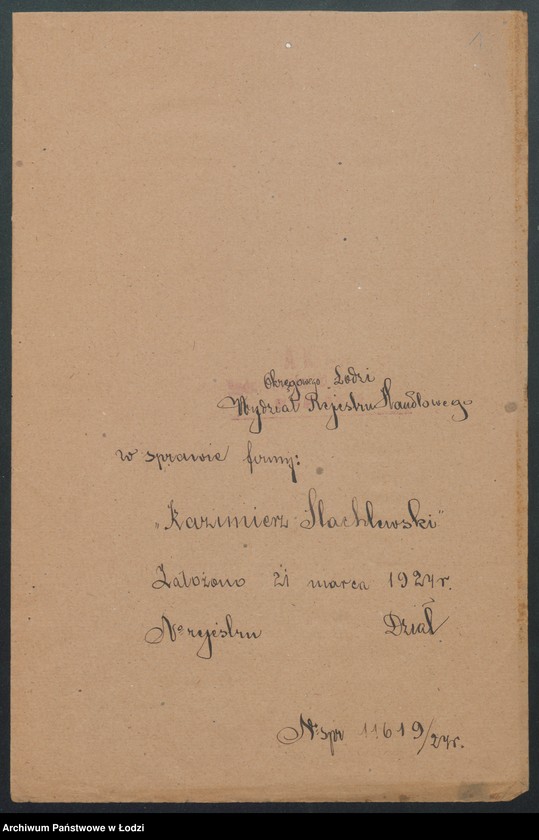 Okręgowego Łodzi
Wydział Rejestru Handlowego
w sprawie firmy:
„Kazimierz Stachlewski"
Założono 21 marca 1924 r.
№ rejestru Dział
№ spr 11619/24r.
Archiwum Państwowe w Łodzi